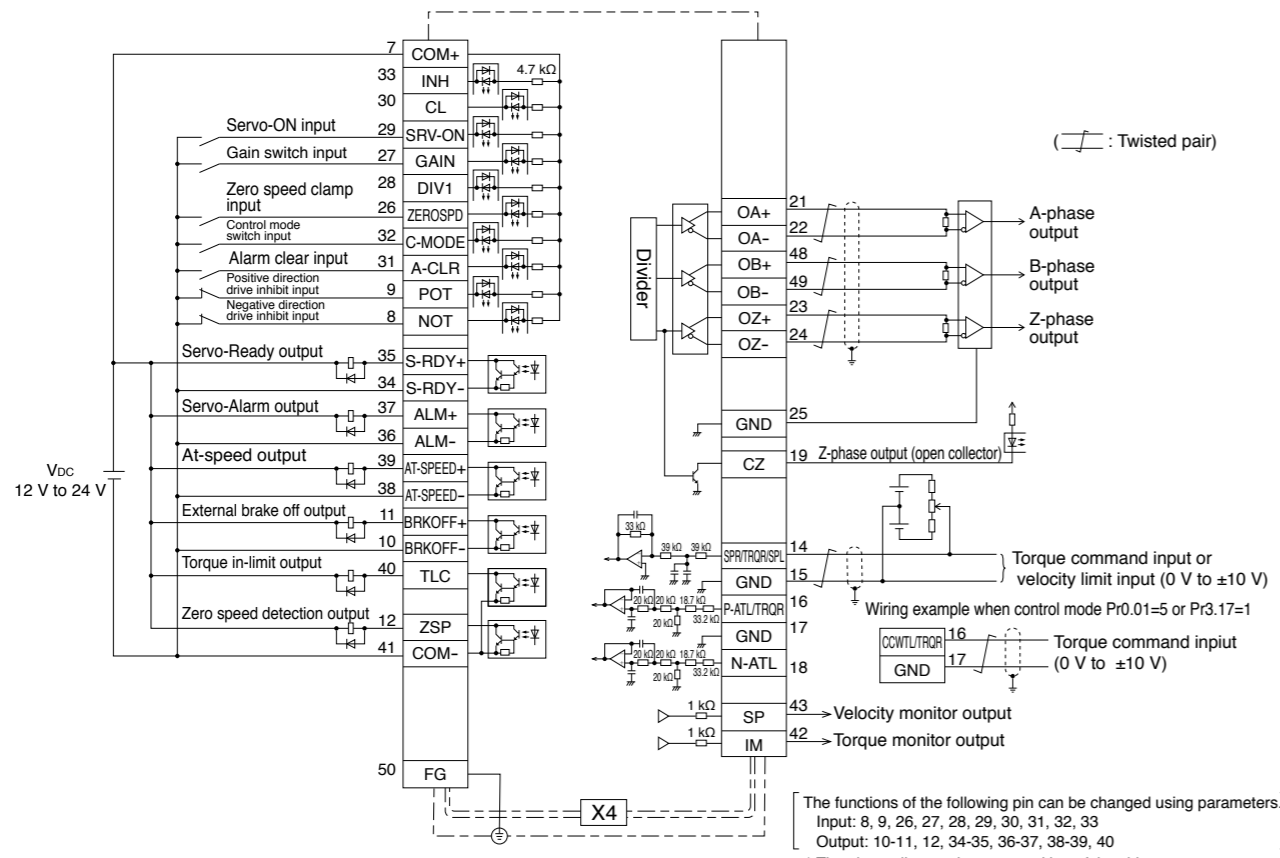 7 COM+
33 INH 4.7 kΩ
30 CL
Servo-ON input 29 SRV-ON
Gain switch input 27 GAIN
28 DIV1
Zero speed clamp
input 26 ZEROSPD
Control mode
switch input 32 C-MODE
Alarm clear input 31 A-CLR
Positive direction
drive inhibit input 9 POT
Negative direction
drive inhibit input 8 NOT
Servo-Ready output 35 S-RDY+
34 S-RDY−
Servo-Alarm output 37 ALM+
36 ALM−
At-speed output 39 AT-SPEED+
38 AT-SPEED−
VDC
12 V to 24 V
External brake off output 11 BRKOFF+
10 BRKOFF−
Torque in-limit output 40 TLC
Zero speed detection output 12 ZSP
41 COM−
50 FG
X4
( : Twisted pair)
Divider
OA+ 21
OA− 22
A-phase
output
OB+ 48
OB− 49
B-phase
output
OZ+ 23
OZ− 24
Z-phase
output
GND 25
CZ 19 Z-phase output (open collector)
33 kΩ
39 kΩ 39 kΩ SPR/TRQR/SPL 14
GND 15
Torque command input or
velocity limit input (0 V to ±10 V)
20 kΩ 20 kΩ 18.7 kΩ P-ATL/TRQR 16
20 kΩ 33.2 kΩ
GND 17
20 kΩ 20 kΩ 18.7 kΩ N-ATL 18
20 kΩ 33.2 kΩ
Wiring example when control mode Pr0.01=5 or Pr3.17=1
CCWTL/TRQR 16
GND 17
Torque command inpiut
(0 V to ±10 V)
1 kΩ SP 43 Velocity monitor output
1 kΩ IM 42 Torque monitor output
The functions of the following pin can be changed using parameters.
Input: 8, 9, 26, 27, 28, 29, 30, 31, 32, 33
Output: 10-11, 12, 34-35, 36-37, 38-39, 40